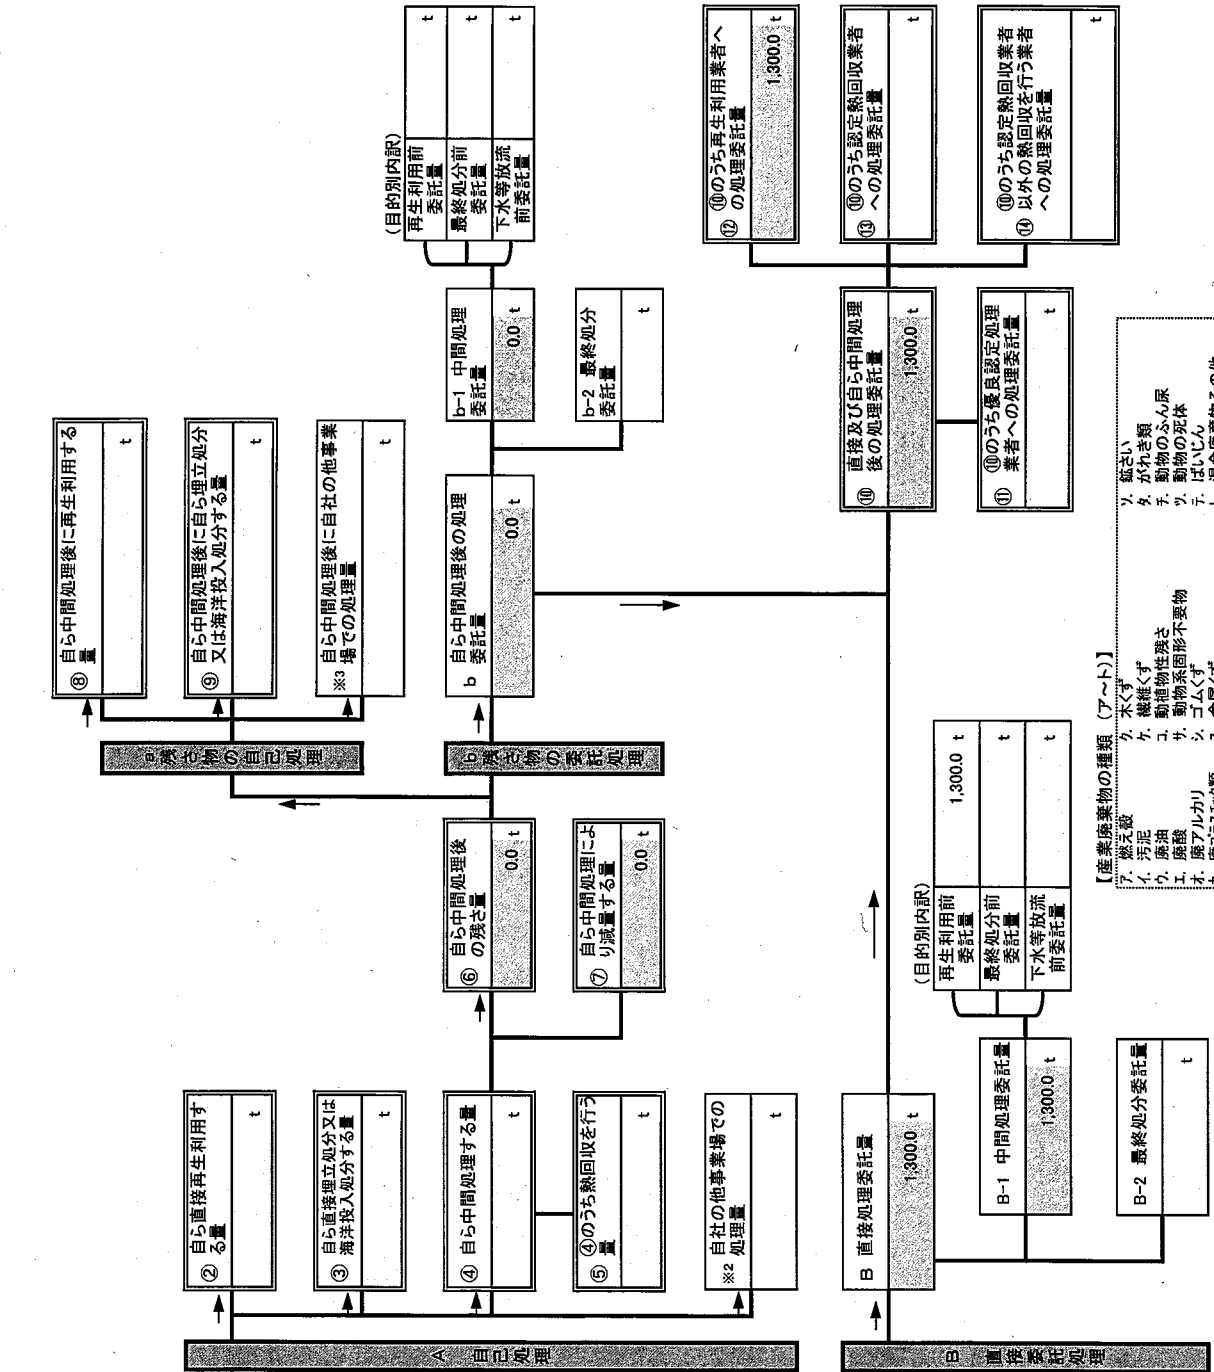 A 自己処理
② 自ら直接再生利用す
る量
t
③ 自ら直接埋立処分又は
海洋投入処分する量
t
④ 自ら中間処理する量
t
⑤ ④のうち熱回収を行う
量
t
※2 自社の他事業場での
処理量
t
⑥ 自ら中間処理後
の残さ量
0.0 t
⑦ 自ら中間処理によ
り減量する量
0.0 t
a 残さ物の自己処理
⑧ 自ら中間処理後に再生利用する
量
t
⑨ 自ら中間処理後に自ら埋立処分
又は海洋投入処分する量
t
※3 自ら中間処理後に自社の他事業
場での処理量
t
b 残さ物の委託処理
b 自ら中間処理後の処理
委託量
0.0 t
b-1 中間処理
委託量
0.0 t
b-2 最終処分
委託量
t
(目的別内訳)
再生利用前
委託量
t
最終処分前
委託量
t
下水等放流
前委託量
t
B 直接委託処理
B 直接処理委託量
1,300.0 t
B-1 中間処理委託量
1,300.0 t
B-2 最終処分委託量
t
(目的別内訳)
再生利用前
委託量
1,300.0 t
最終処分前
委託量
t
下水等放流
前委託量
t
⑩ 直接及び自ら中間処理
後の処理委託量
1,300.0 t
⑪ ⑩のうち優良認定処理
業者への処理委託量
t
⑫ ⑩のうち再生利用業者へ
の処理委託量
1,300.0 t
⑬ ⑩のうち認定熱回収業者
への処理委託量
t
⑭ ⑩のうち認定熱回収業者
以外の熱回収を行う業者
への処理委託量
t
【産業廃棄物の種類(ア～ト)】
ア. 燃え殻
イ. 汚泥
ウ. 廃油
エ. 廃酸
オ. 廃アルカリ
ク. 木くず
ケ. 繊維くず
コ. 動植物性残さ
サ. 動物系固形不要物
シ. ゴムくず
ソ. 鉱さい
タ. がれき類
チ. 動物のふん尿
ツ. 動物の死体
テ. ばいじん